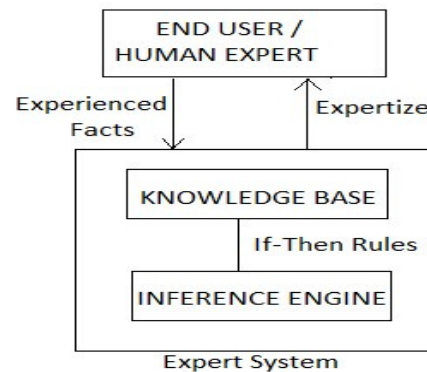 END USER /
HUMAN EXPERT
Experienced
Facts
Expertize
KNOWLEDGE BASE
If-Then Rules
INFERENCE ENGINE
Expert System